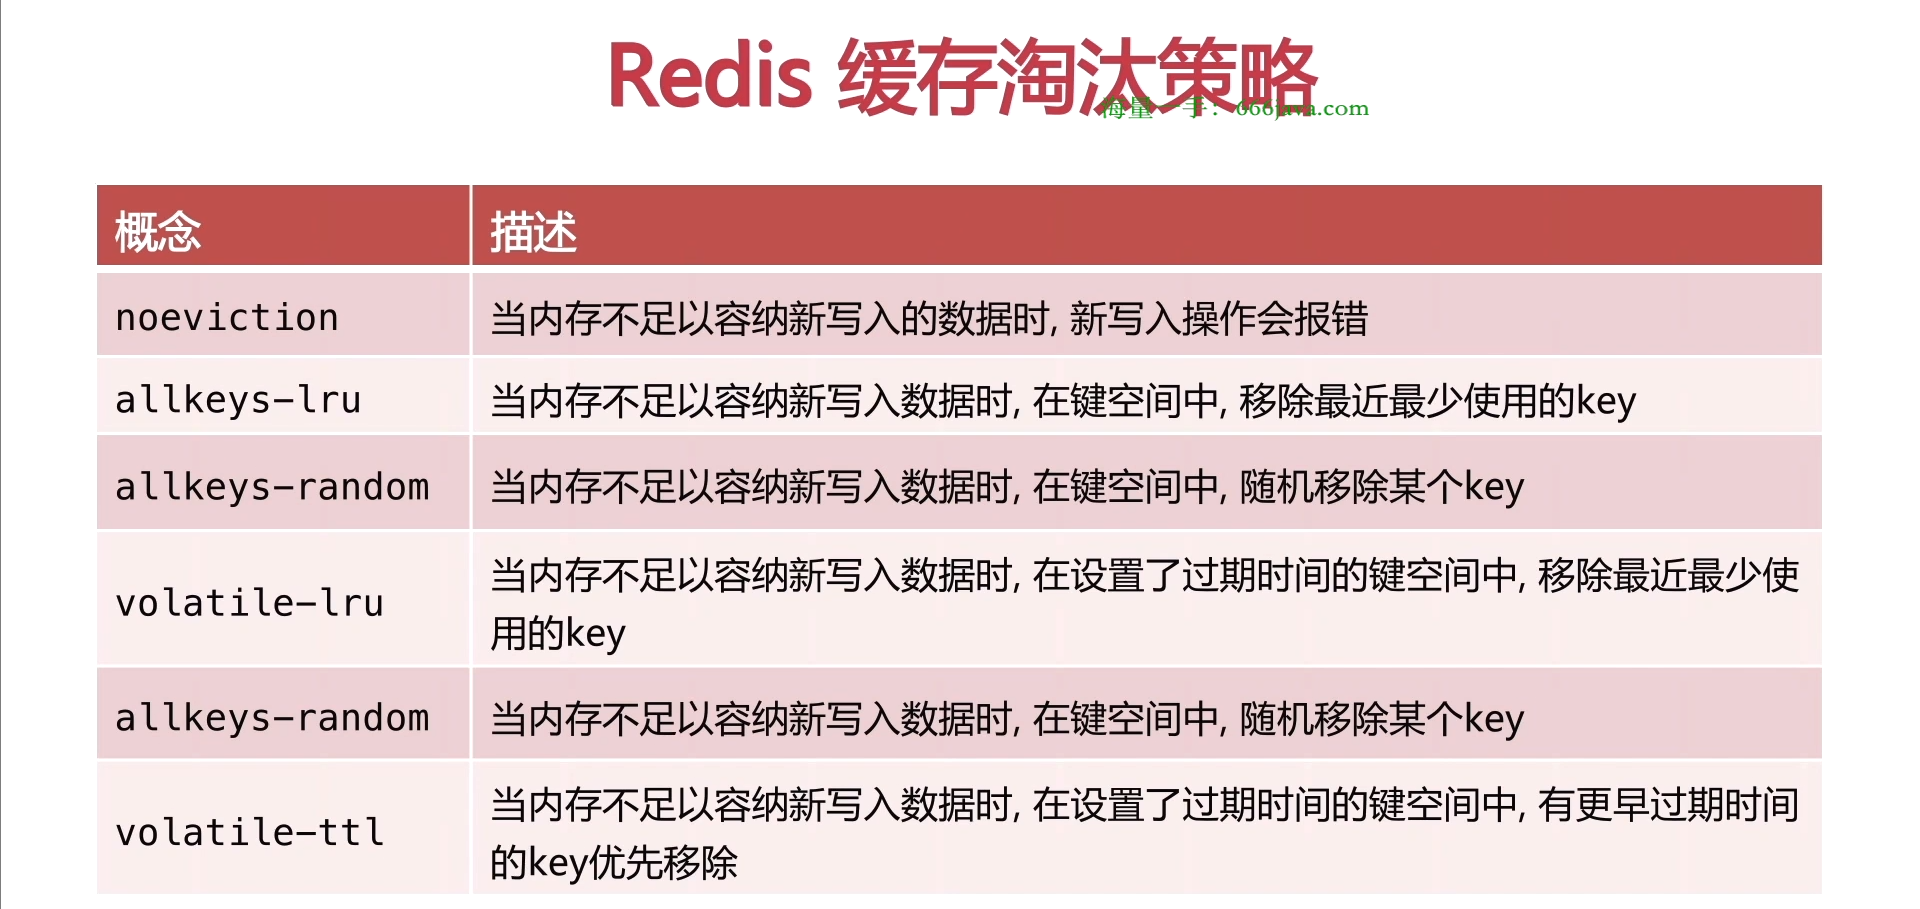 Redis 缓存淘汰策略
海量一手：666java.com
概念 描述
noeviction 当内存不足以容纳新写入的数据时, 新写入操作会报错
allkeys-lru 当内存不足以容纳新写入数据时, 在键空间中, 移除最近最少使用的key
allkeys-random 当内存不足以容纳新写入数据时, 在键空间中, 随机移除某个key
volatile-lru 当内存不足以容纳新写入数据时, 在设置了过期时间的键空间中, 移除最近最少使
用的key
allkeys-random 当内存不足以容纳新写入数据时, 在键空间中, 随机移除某个key
volatile-ttl 当内存不足以容纳新写入数据时, 在设置了过期时间的键空间中, 有更早过期时间
的key优先移除